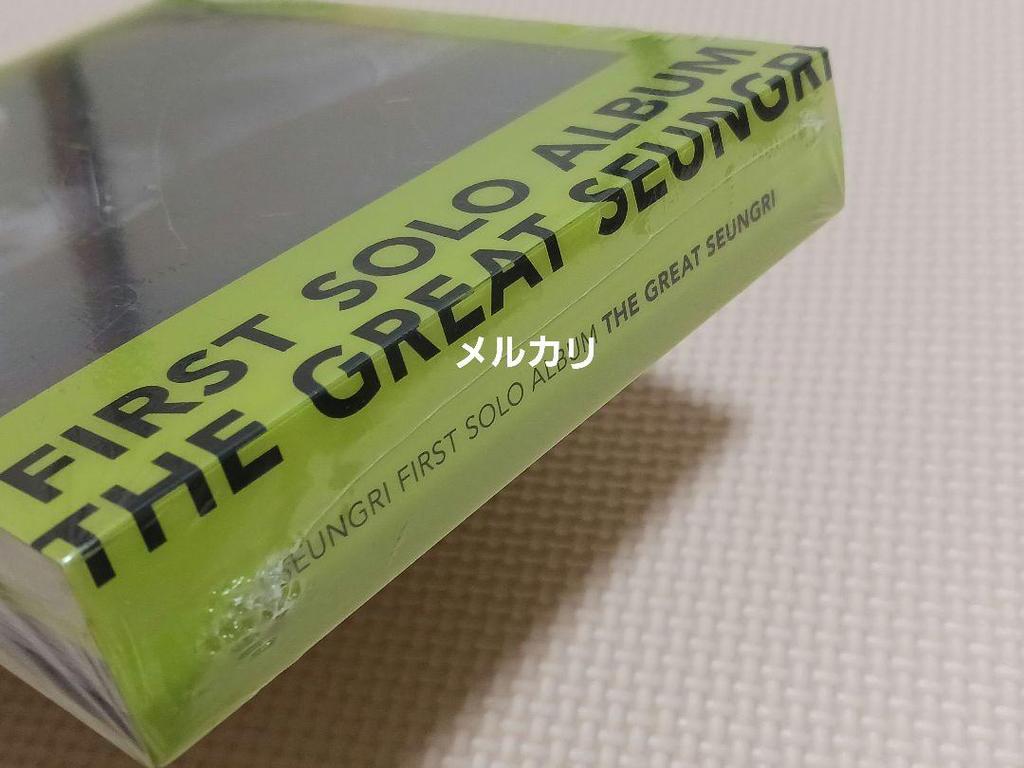 FIRST SOLO ALBUM
THE GREAT SEUNGRI
SEUNGRI FIRST SOLO ALBUM THE GREAT SEUNGRI
メルカリ